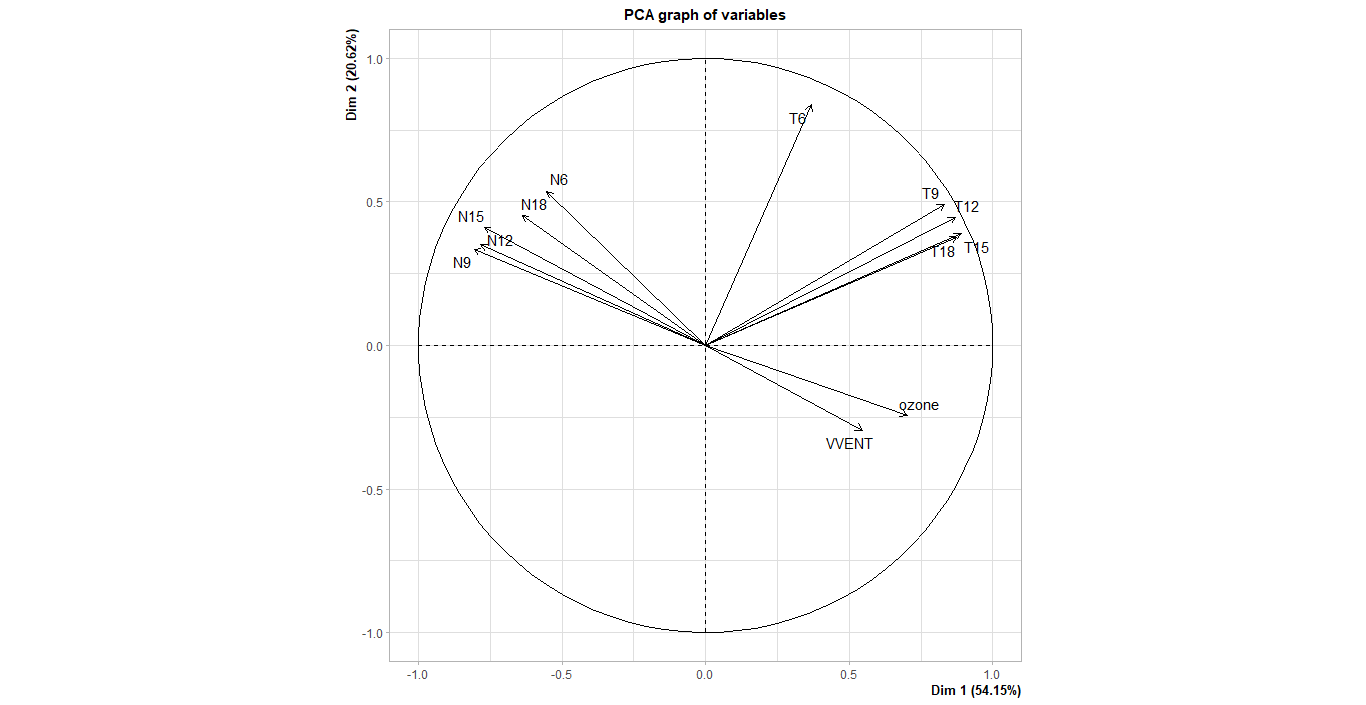 PCA graph of variables
Dim 2 (20.62%)
1.0
T6
N6
T9
0.5
N18
T12
N15
N12
T15
T18
N9
0.0
ozone
VVENT
-0.5
-1.0
-1.0 -0.5 0.0 0.5 1.0
Dim 1 (54.15%)